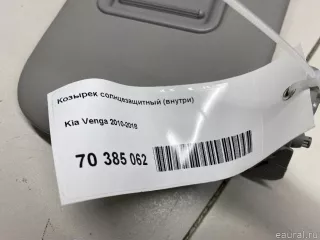 Козырек солнцезащитный (внутри)
Kia Venga 2010-2018
70 385 062
eaural.ru